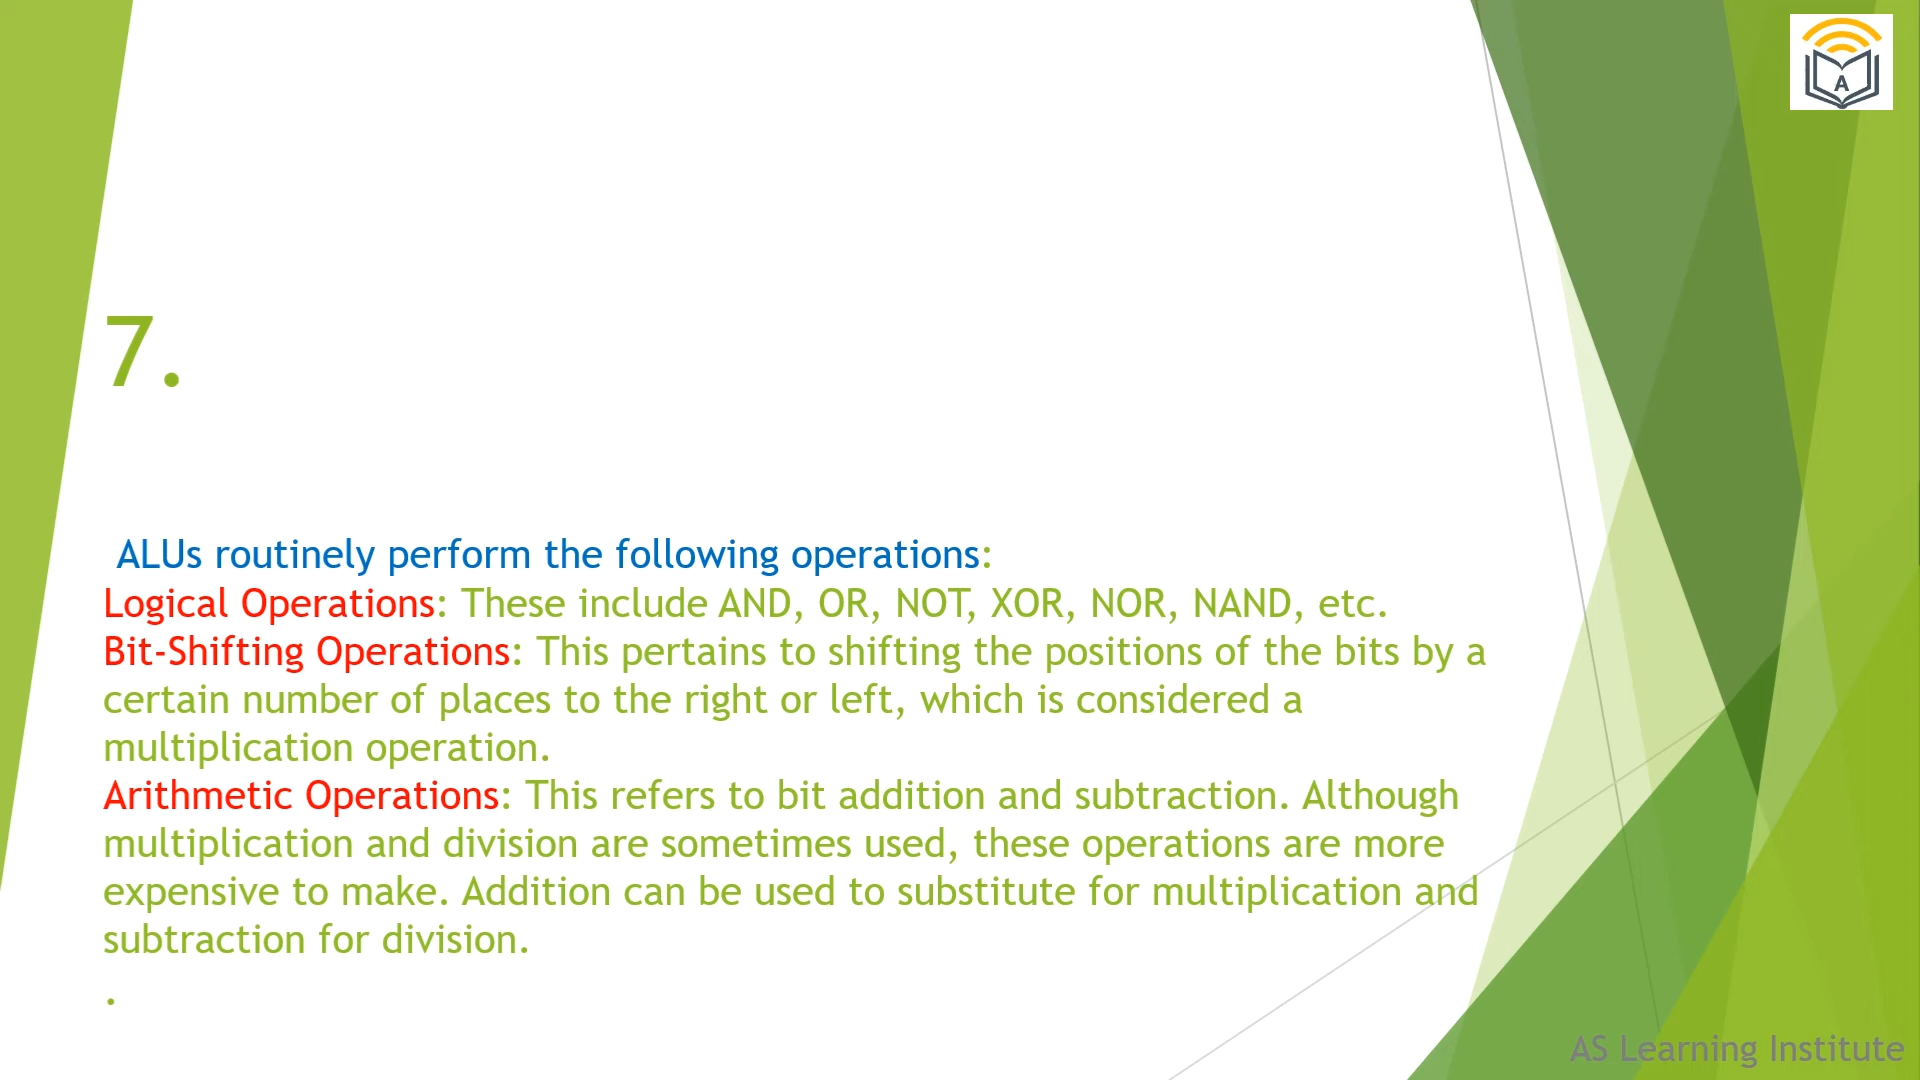 A
7.
ALUs routinely perform the following operations:
Logical Operations: These include AND, OR, NOT, XOR, NOR, NAND, etc.
Bit-Shifting Operations: This pertains to shifting the positions of the bits by a
certain number of places to the right or left, which is considered a
multiplication operation.
Arithmetic Operations: This refers to bit addition and subtraction. Although
multiplication and division are sometimes used, these operations are more
expensive to make. Addition can be used to substitute for multiplication and
subtraction for division.
.
AS Learning Institute